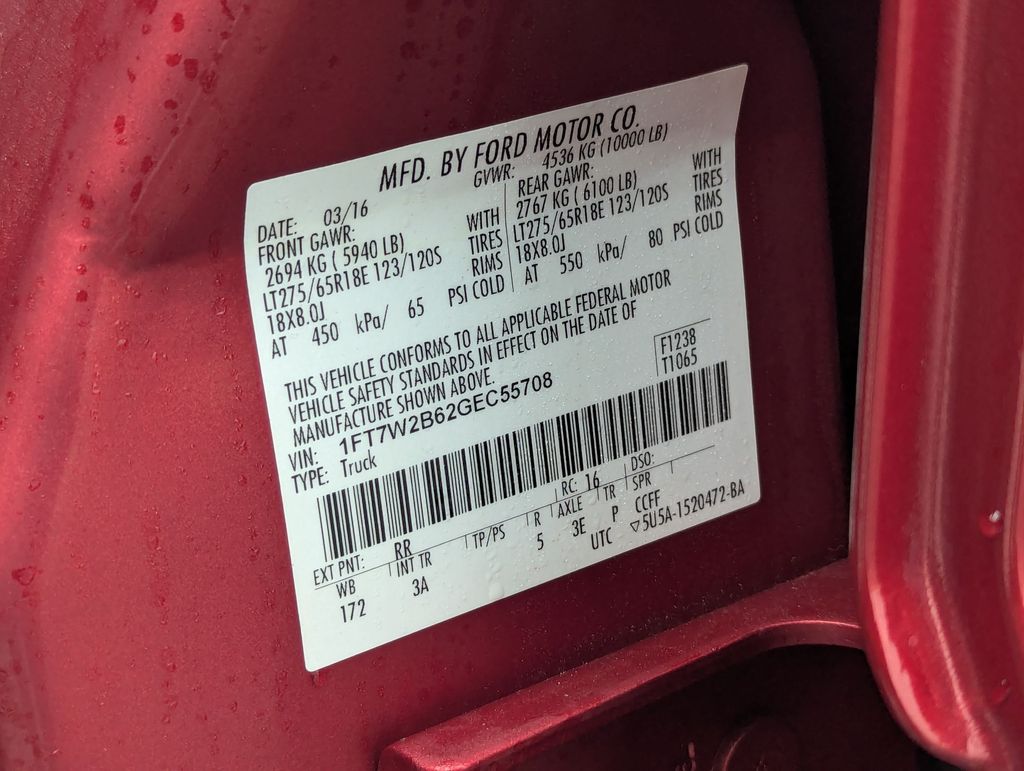 MFD. BY FORD MOTOR CO.
DATE: 03/16 GVWR: 4536 KG (10000 LB)
FRONT GAWR: REAR GAWR:
2694 KG ( 5940 LB) WITH 2767 KG ( 6100 LB) WITH
LT275/65R18E 123/120S TIRES LT275/65R18E 123/120S TIRES
18X8.0J RIMS 18X8.0J RIMS
AT 450 kPa/ 65 PSI COLD AT 550 kPa/ 80 PSI COLD
THIS VEHICLE CONFORMS TO ALL APPLICABLE FEDERAL MOTOR
VEHICLE SAFETY STANDARDS IN EFFECT ON THE DATE OF
MANUFACTURE SHOWN ABOVE.
VIN: 1FT7W2B62GEC55708
TYPE: Truck
F1238
T1065
EXT PNT: RR RC: 16 DSO:
WB INT TR TP/PS R AXLE TR SPR
172 3A 5 3E P CCFF
UTC ▽5U5A-1520472-BA